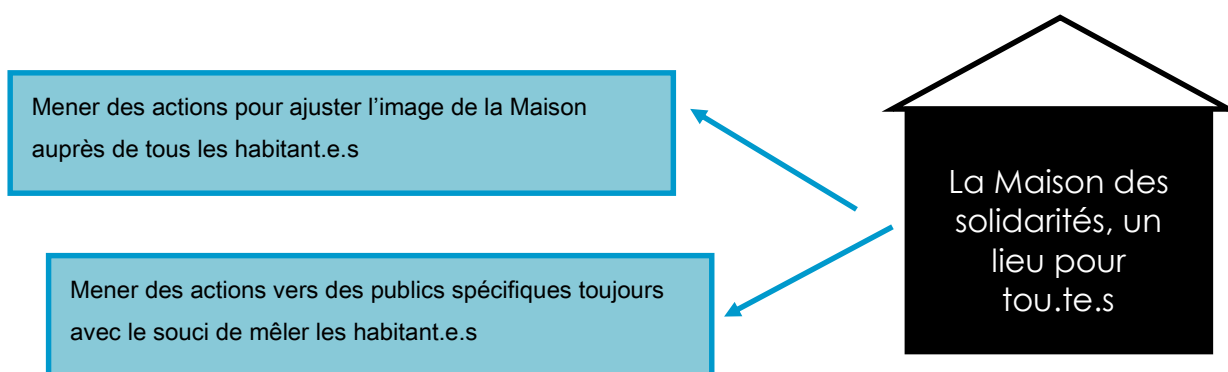 Mener des actions pour ajuster l’image de la Maison
auprès de tous les habitant.e.s
La Maison des
solidarités, un
lieu pour
tou.te.s
Mener des actions vers des publics spécifiques toujours
avec le souci de mêler les habitant.e.s